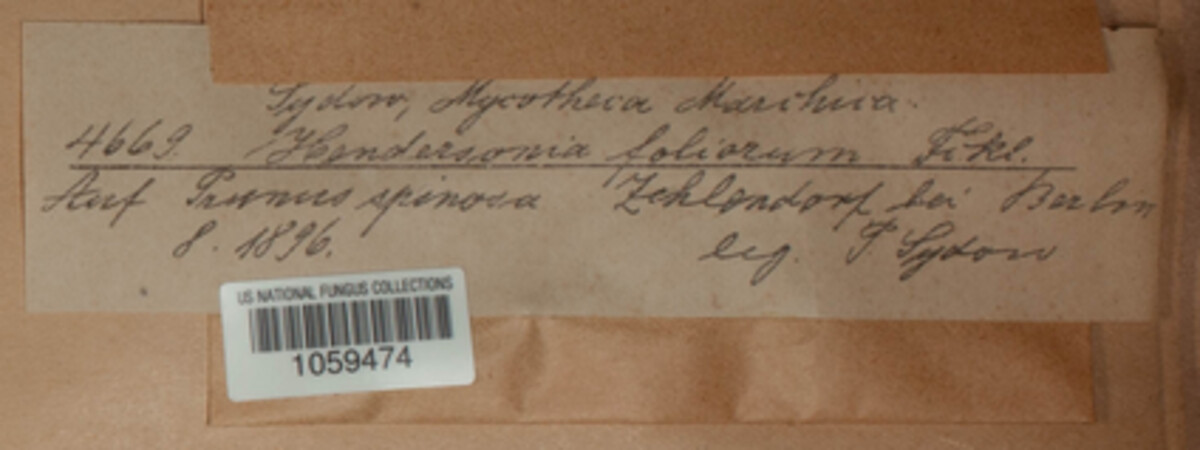 Sydow, Mycotheca Marchica.
4669. Hendersonia foliorum Fckl.
Auf Prunus spinosa Zehlendorf bei Berlin
8. 1896. leg. P. Sydow
US NATIONAL FUNGUS COLLECTIONS
1059474